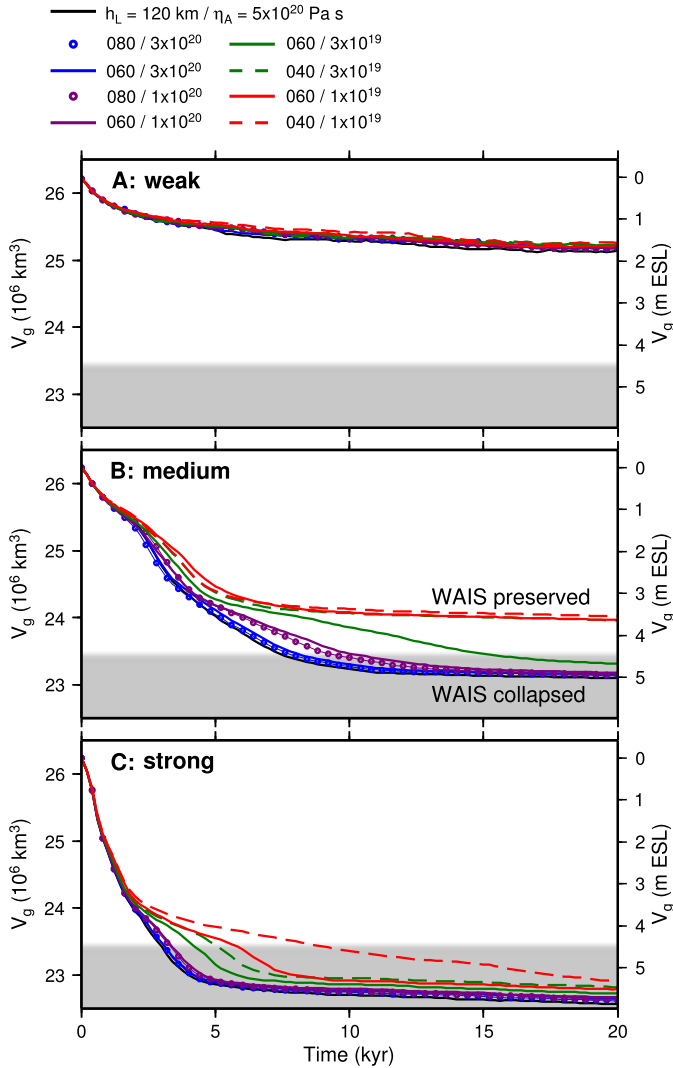 h_L = 120 km / η_A = 5x10^20 Pa s
080 / 3x10^20
060 / 3x10^19
060 / 3x10^20
040 / 3x10^19
080 / 1x10^20
060 / 1x10^19
060 / 1x10^20
040 / 1x10^19
A: weak
26
25
24
23
V_g (10^6 km^3)
0
1
2
3
4
5
V_g (m ESL)
B: medium
26
25
24
23
V_g (10^6 km^3)
WAIS preserved
WAIS collapsed
0
1
2
3
4
5
V_g (m ESL)
C: strong
26
25
24
23
V_g (10^6 km^3)
0
1
2
3
4
5
V_g (m ESL)
0 5 10 15 20
Time (kyr)